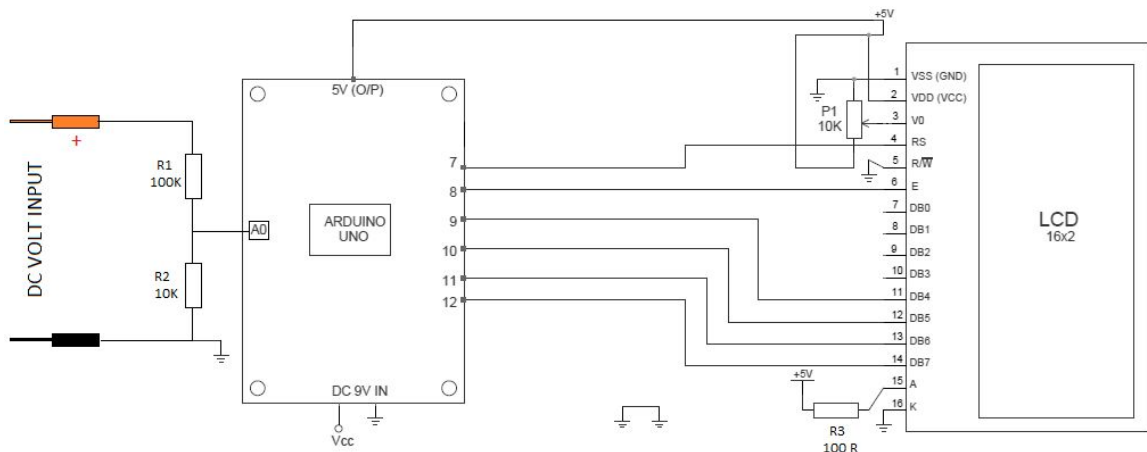 +5V
5V (O/P)
+
DC VOLT INPUT
R1
100K
R2
10K
A0
ARDUINO
UNO
7
8
9
10
11
12
DC 9V IN
Vcc
P1
10K
1 VSS (GND)
2 VDD (VCC)
3 V0
4 RS
5 R/W̅
6 E
7 DB0
8 DB1
9 DB2
10 DB3
11 DB4
12 DB5
13 DB6
14 DB7
15 A
16 K
LCD
16x2
+5V
R3
100 R